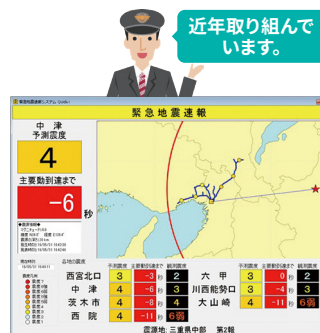 近年取り組んで
います。
緊急地震速報
中 津
予測震度
4
主要動到達まで
-6
秒
各地の震度
予測震度 主要動到達まで 観測震度 予測震度 主要動到達まで 観測震度
西宮北口 3 -3 秒 2 六 甲 3 0 秒 2
中 津 4 -6 秒 3 川西能勢口 3 -4 秒 3
茨木市 4 -8 秒 4 大山崎 4 -11 秒 6弱
西 院 4 -11 秒 6弱
震源地:三重県中部 第2報